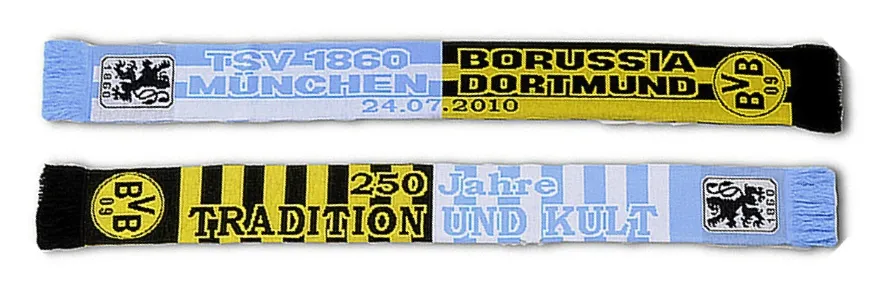 1860
TSV 1860
MÜNCHEN
BORUSSIA
DORTMUND
24.07.2010
BVB
09
BVB
09
250 Jahre
TRADITION UND KULT
1860